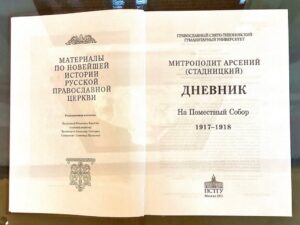 МАТЕРИАЛЫ
ПО НОВЕЙШЕЙ
ИСТОРИИ
РУССКОЙ
ПРАВОСЛАВНОЙ
ЦЕРКВИ
ПРАВОСЛАВНЫЙ СВЯТО-ТИХОНОВСКИЙ
ГУМАНИТАРНЫЙ УНИВЕРСИТЕТ
МИТРОПОЛИТ АРСЕНИЙ
(СТАДНИЦКИЙ)
ДНЕВНИК
На Поместный Собор
1917–1918
ПСТГУ
Москва